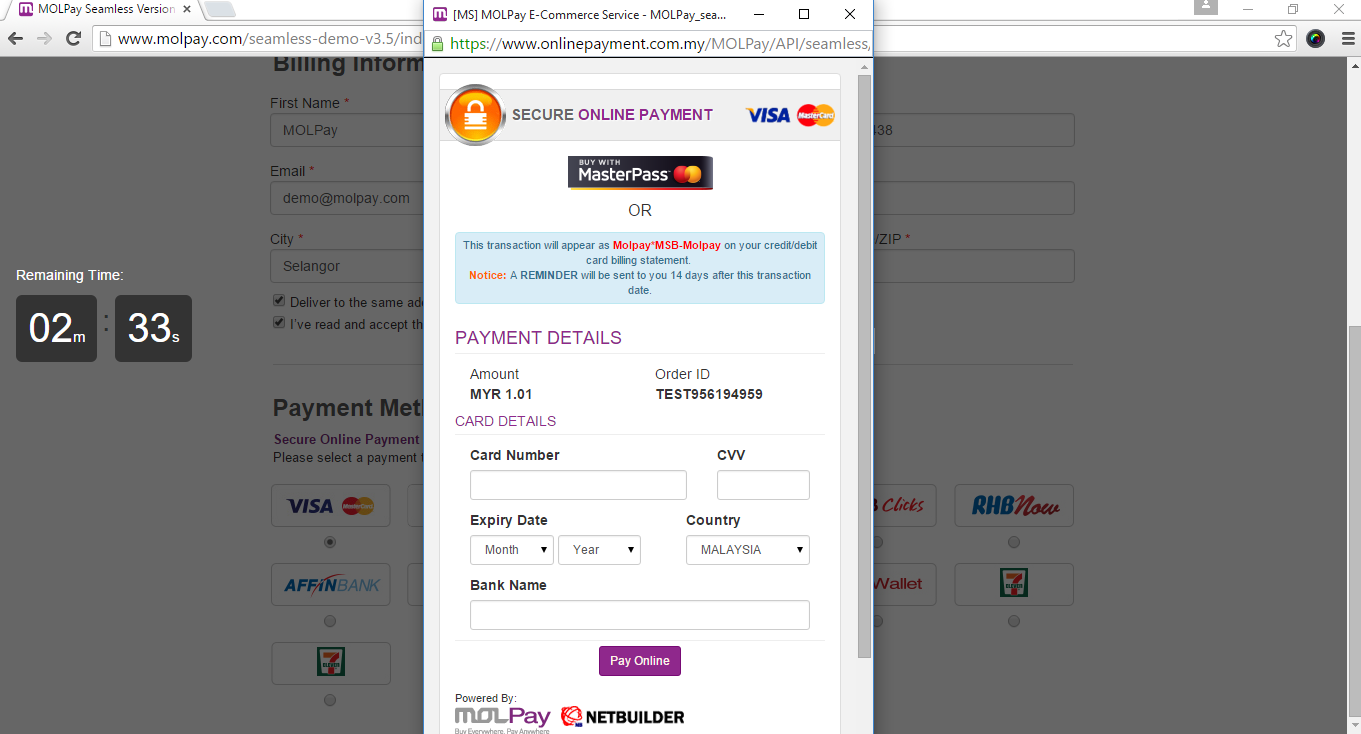 MOLPay Seamless Version
[MS] MOLPay E-Commerce Service - MOLPay_sea...
www.molpay.com/seamless-demo-v3.5/ind
https://www.onlinepayment.com.my/MOLPay/API/seamless/
Billing Inform
First Name *
MOLPay
438
Email *
demo@molpay.com
City *
/ZIP *
Selangor
Deliver to the same add
I've read and accept th
Remaining Time:
02m : 33s
Payment Met
Secure Online Payment
Please select a payment t
VISA MasterCard
Clicks
RHB Now
AFFINBANK
Wallet
7 ELEVEN
7 ELEVEN
SECURE ONLINE PAYMENT
VISA MasterCard
BUY WITH
MasterPass
OR
This transaction will appear as Molpay*MSB-Molpay on your credit/debit
card billing statement.
Notice: A REMINDER will be sent to you 14 days after this transaction
date.
PAYMENT DETAILS
Amount
Order ID
MYR 1.01
TEST956194959
CARD DETAILS
Card Number
CVV
Expiry Date
Country
Month
Year
MALAYSIA
Bank Name
Pay Online
Powered By:
MOLPay NETBUILDER
Buy Everywhere, Pay Anywhere